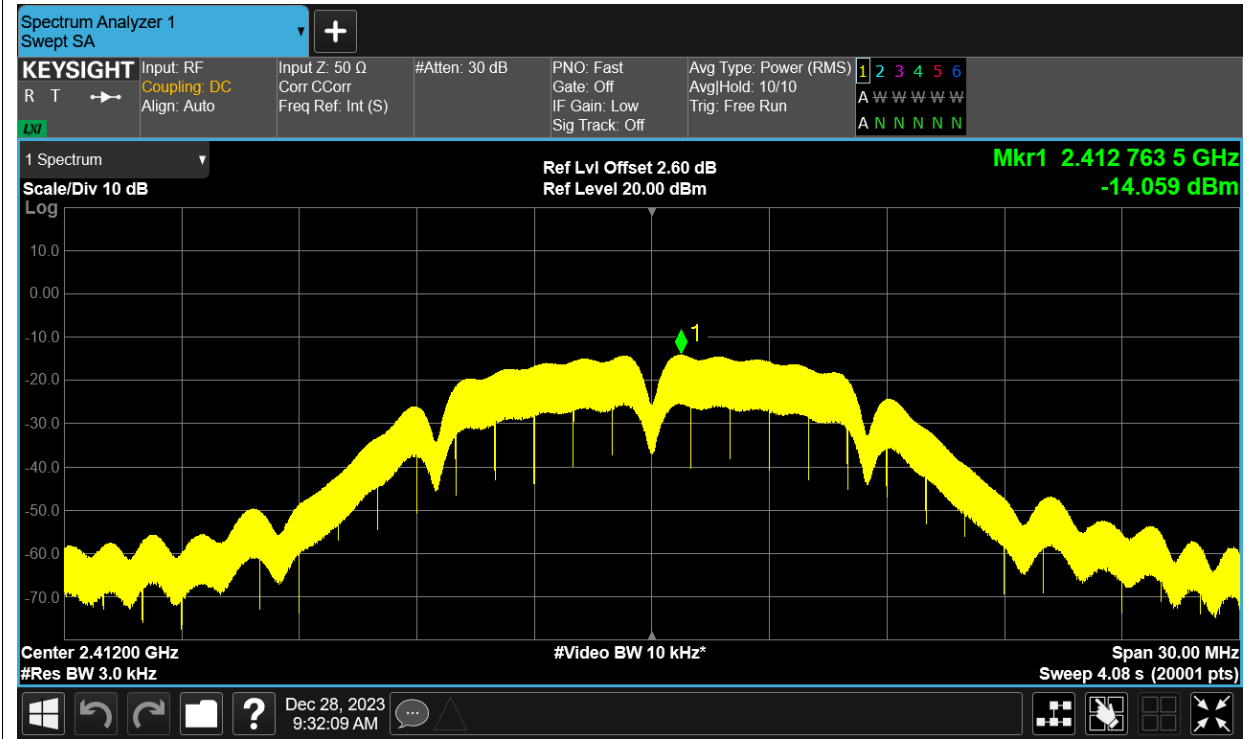 Spectrum Analyzer 1
Swept SA
▼
+
KEYSIGHT
R T
LXI
Input: RF
Coupling: DC
Align: Auto
Input Z: 50 Ω
Corr CCorr
Freq Ref: Int (S)
#Atten: 30 dB
PNO: Fast
Gate: Off
IF Gain: Low
Sig Track: Off
Avg Type: Power (RMS)
Avg|Hold: 10/10
Trig: Free Run
1 2 3 4 5 6
A W W W W W
A N N N N N
1 Spectrum ▼
Scale/Div 10 dB
Log
Ref Lvl Offset 2.60 dB
Ref Level 20.00 dBm
Mkr1 2.412 763 5 GHz
-14.059 dBm
10.0
0.00
-10.0
-20.0
-30.0
-40.0
-50.0
-60.0
-70.0
1
Center 2.41200 GHz
#Res BW 3.0 kHz
#Video BW 10 kHz*
Span 30.00 MHz
Sweep 4.08 s (20001 pts)
?
Dec 28, 2023
9:32:09 AM